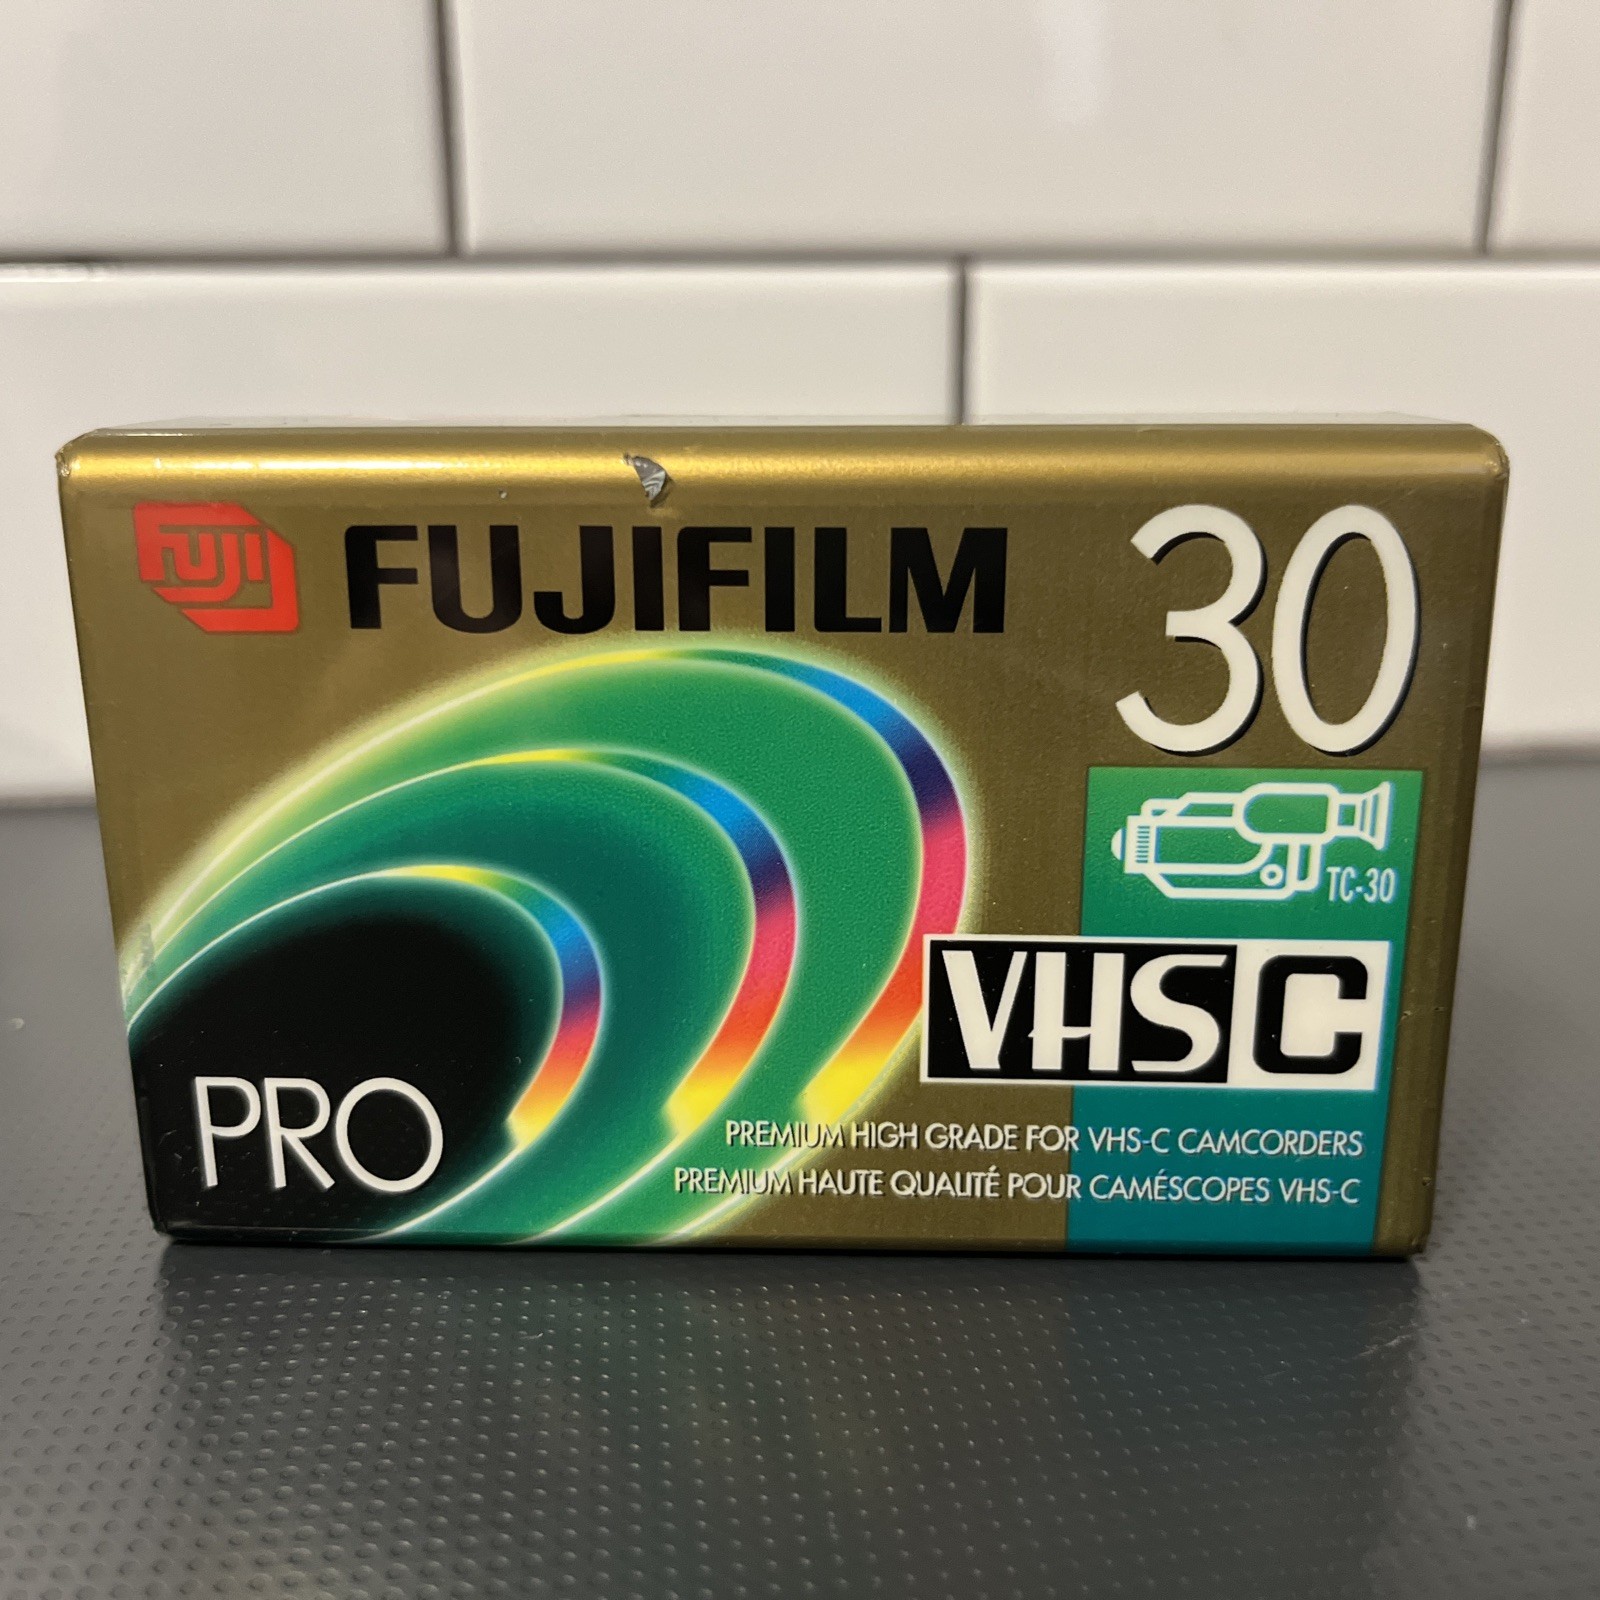 FUJI
FUJIFILM
30
TC-30
VHS C
PRO
PREMIUM HIGH GRADE FOR VHS-C CAMCORDERS
PREMIUM HAUTE QUALITÉ POUR CAMÉSCOPES VHS-C